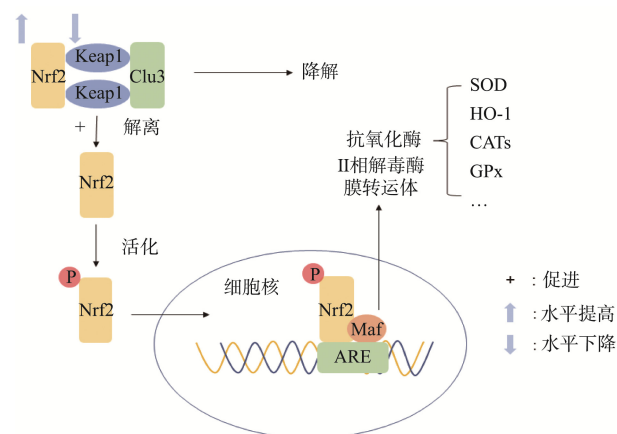 Nrf2
Keap1
Keap1
Clu3
降解
+
解离
Nrf2
活化
P
Nrf2
细胞核
P
Nrf2
Maf
ARE
抗氧化酶
II相解毒酶
膜转运体
SOD
HO-1
CATs
GPx
…
+ : 促进
: 水平提高
: 水平下降